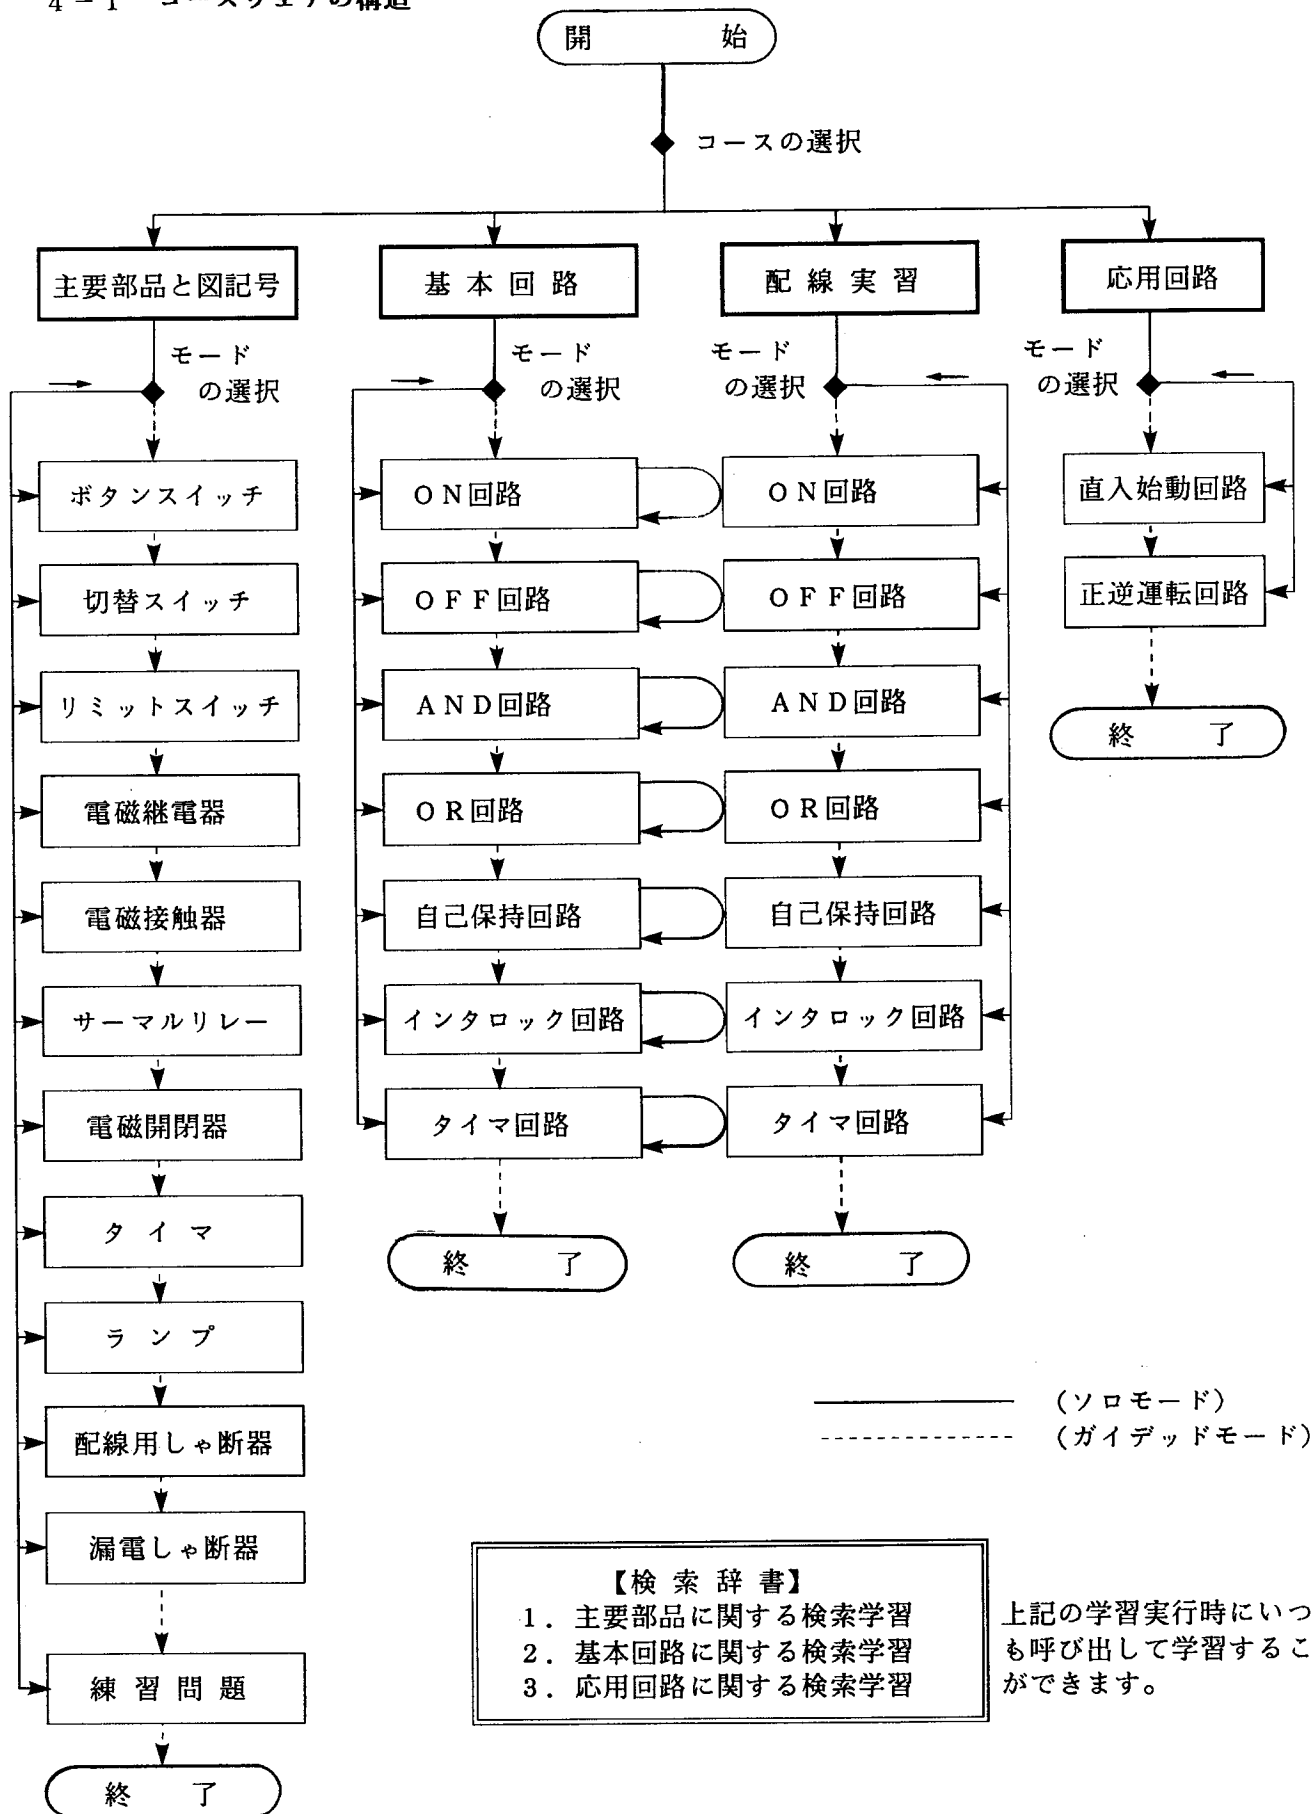 4-1 コースウェアの構造
開 始
コースの選択
主要部品と図記号
モード
の選択
ボタンスイッチ
切替スイッチ
リミットスイッチ
電磁継電器
電磁接触器
サーマルリレー
電磁開閉器
タイマ
ランプ
配線用しゃ断器
漏電しゃ断器
練習問題
終 了
基本回路
モード
の選択
ON回路
OFF回路
AND回路
OR回路
自己保持回路
インタロック回路
タイマ回路
終 了
配線実習
モード
の選択
ON回路
OFF回路
AND回路
OR回路
自己保持回路
インタロック回路
タイマ回路
終 了
応用回路
モード
の選択
直入始動回路
正逆運転回路
終 了
(ソロモード)
(ガイデッドモード)
【検索辞書】
1. 主要部品に関する検索学習
2. 基本回路に関する検索学習
3. 応用回路に関する検索学習
上記の学習実行時にいつ
も呼び出して学習するこ
ができます。